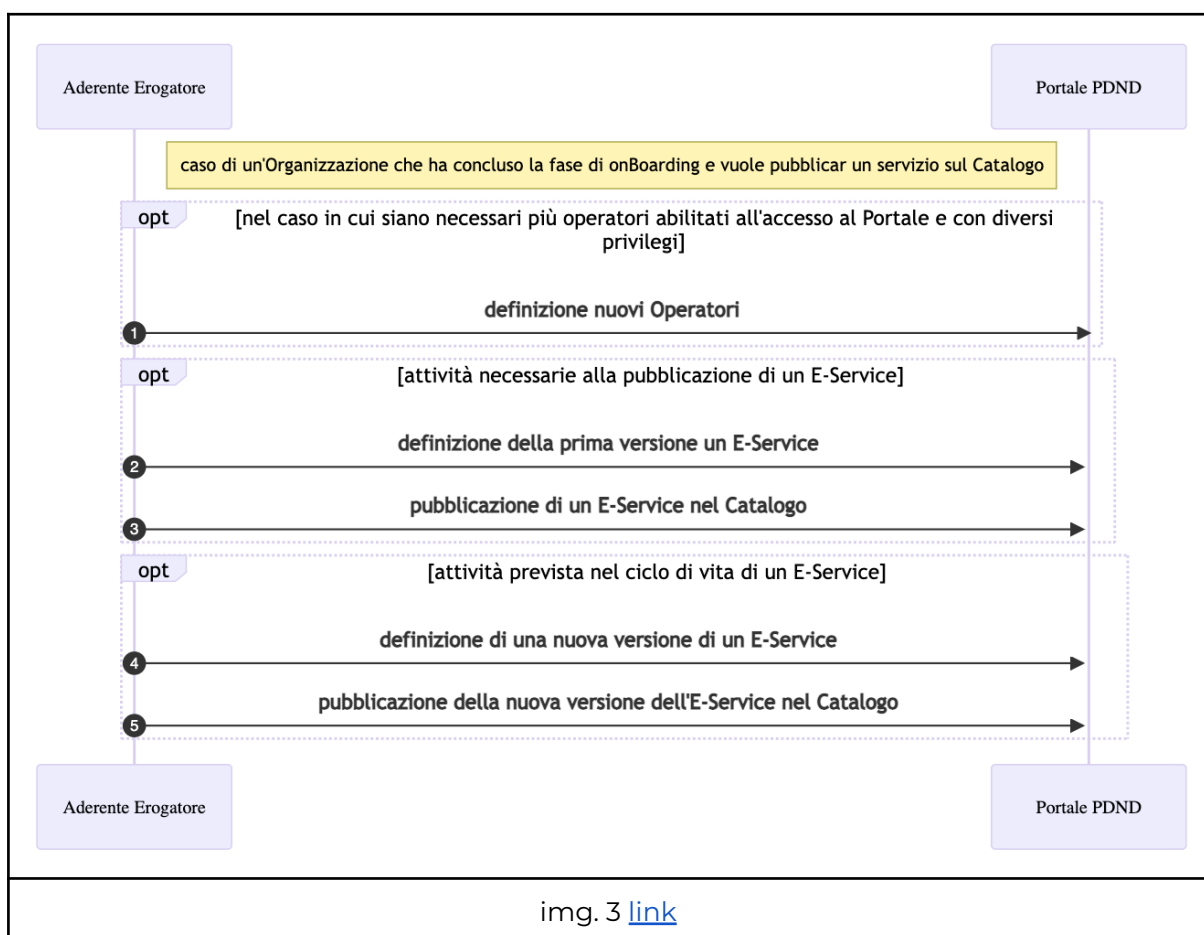 Aderente Erogatore
Portale PDND
caso di un'Organizzazione che ha concluso la fase di onBoarding e vuole pubblicar un servizio sul Catalogo
opt
[nel caso in cui siano necessari più operatori abilitati all'accesso al Portale e con diversi
privilegi]
definizione nuovi Operatori
1
opt
[attività necessarie alla pubblicazione di un E-Service]
definizione della prima versione un E-Service
2
pubblicazione di un E-Service nel Catalogo
3
opt
[attività prevista nel ciclo di vita di un E-Service]
definizione di una nuova versione di un E-Service
4
pubblicazione della nuova versione dell'E-Service nel Catalogo
5
Aderente Erogatore
Portale PDND
img. 3 link